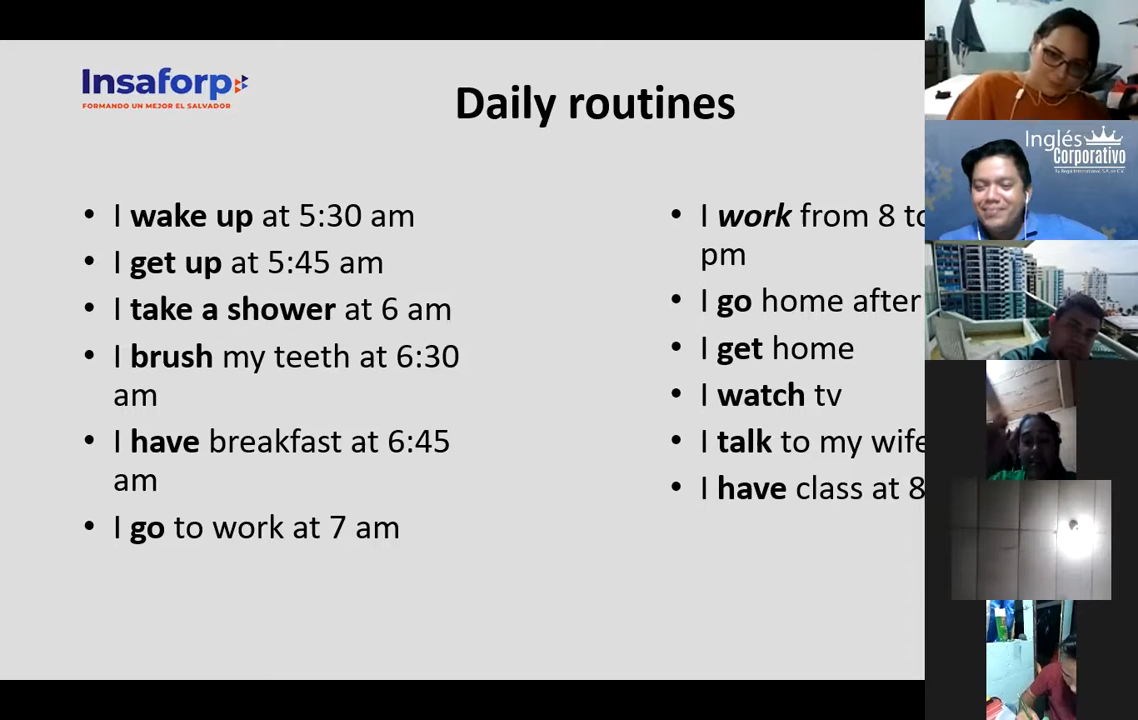 Insaforp
FORMANDO UN MEJOR EL SALVADOR
Daily routines
• I wake up at 5:30 am
• I get up at 5:45 am
• I take a shower at 6 am
• I brush my teeth at 6:30
am
• I have breakfast at 6:45
am
• I go to work at 7 am
• I work from 8 to
pm
• I go home after
• I get home
• I watch tv
• I talk to my wife
• I have class at 8
Inglés
Corporativo